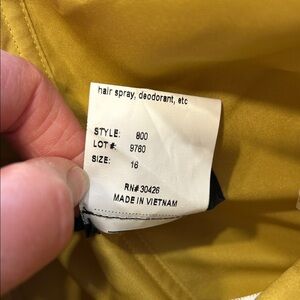 hair spray, deodorant, etc
STYLE: 800
LOT #: 9760
SIZE: 16
RN# 30426
MADE IN VIETNAM